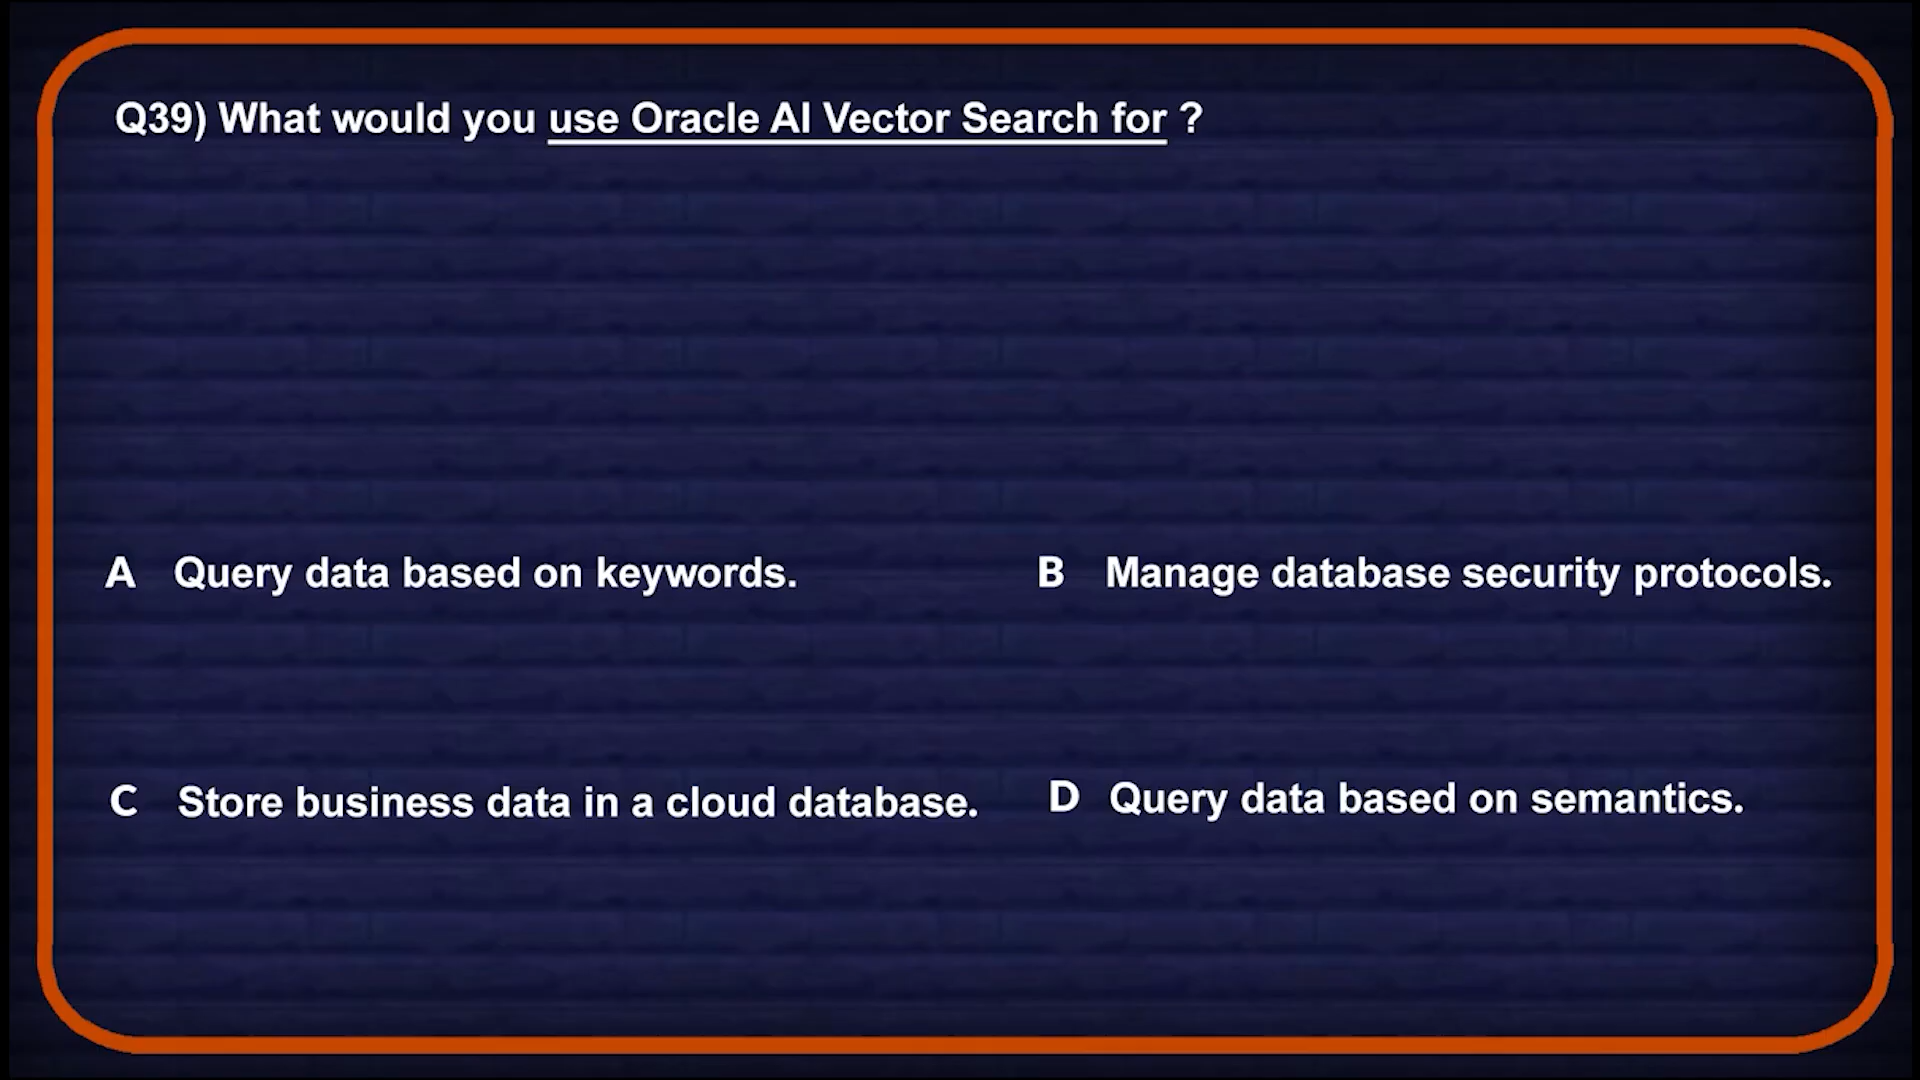 Q39) What would you use Oracle AI Vector Search for ?
A Query data based on keywords.
B Manage database security protocols.
C Store business data in a cloud database.
D Query data based on semantics.